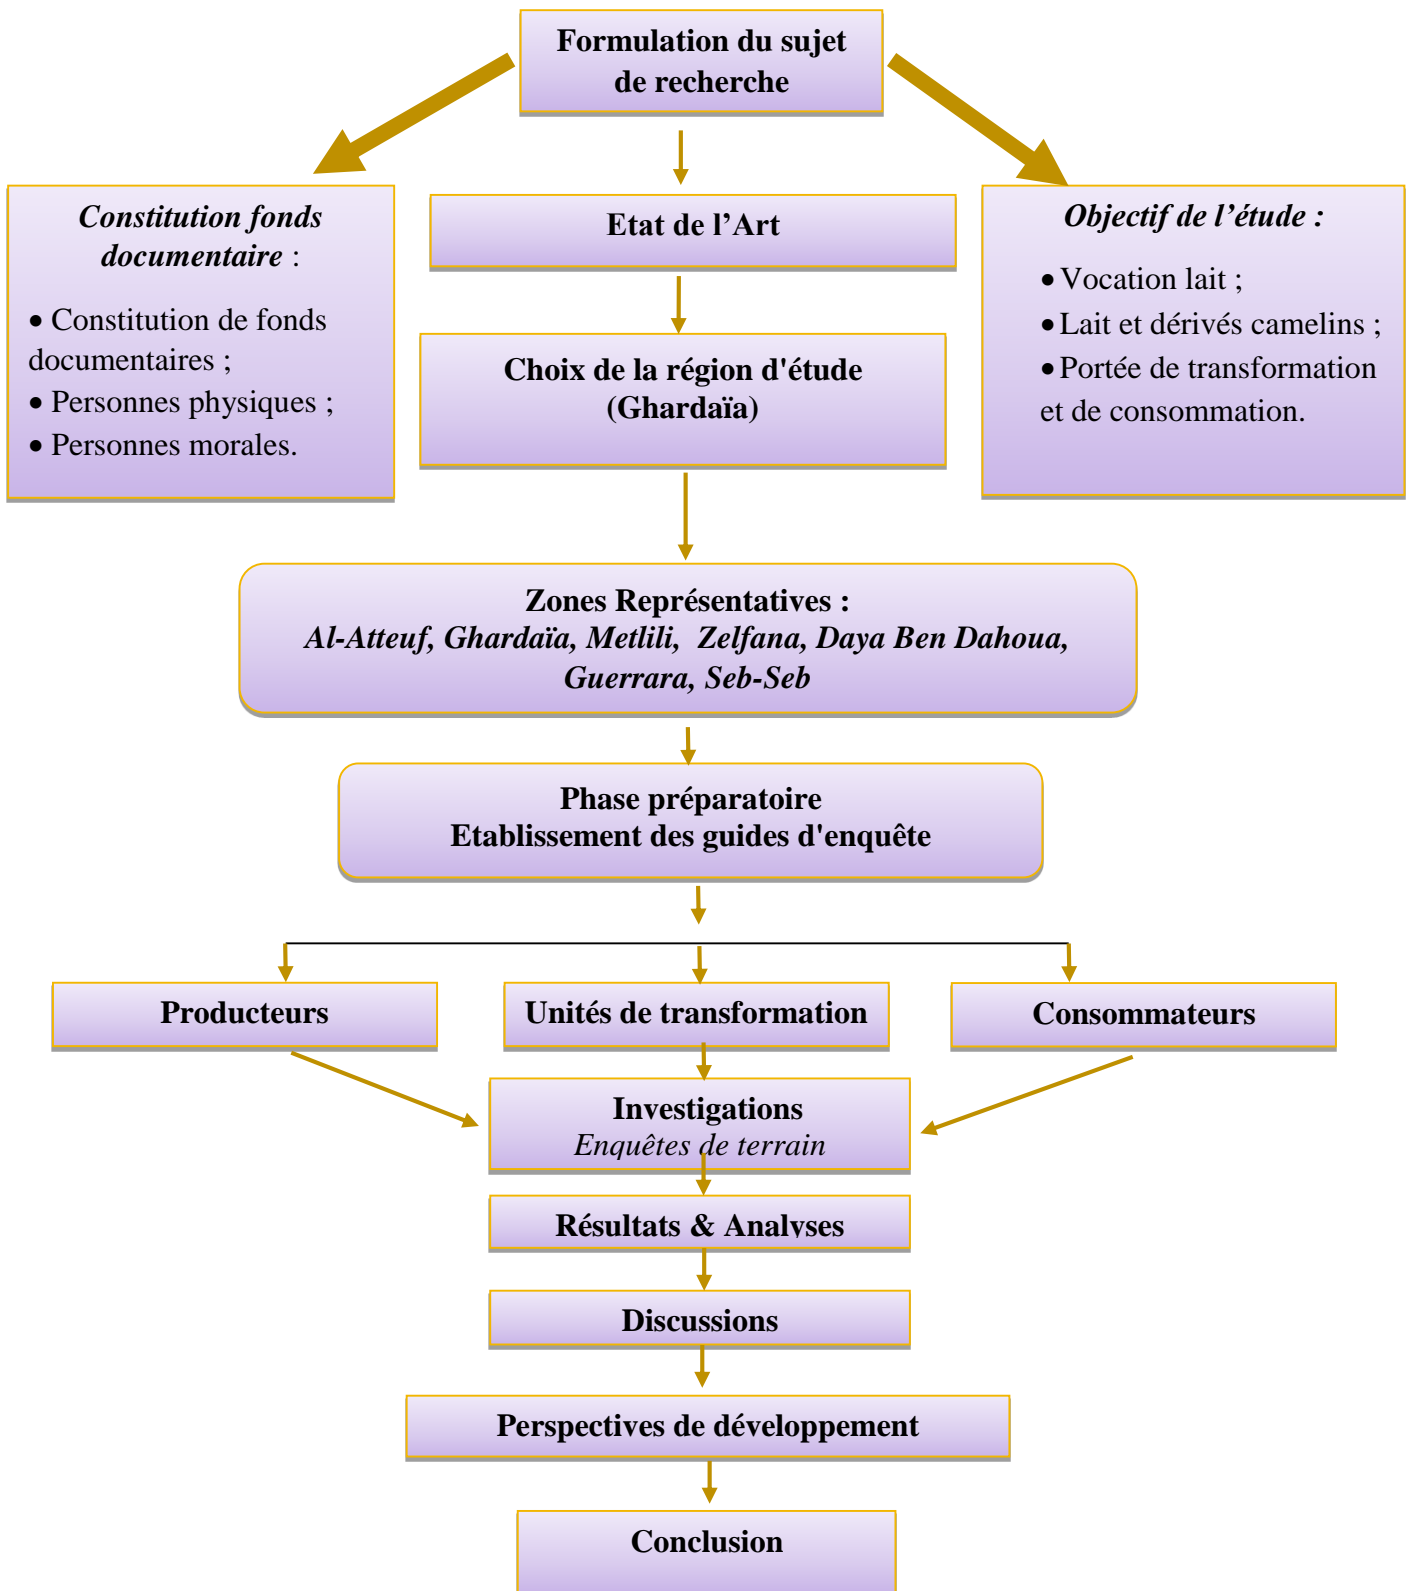 Formulation du sujet
de recherche
Constitution fonds
documentaire :
• Constitution de fonds
documentaires ;
• Personnes physiques ;
• Personnes morales.
Etat de l’Art
Choix de la région d'étude
(Ghardaïa)
Objectif de l’étude :
• Vocation lait ;
• Lait et dérivés camelins ;
• Portée de transformation
et de consommation.
Zones Représentatives :
Al-Atteuf, Ghardaïa, Metlili, Zelfana, Daya Ben Dahoua,
Guerrara, Seb-Seb
Phase préparatoire
Etablissement des guides d'enquête
Producteurs
Unités de transformation
Consommateurs
Investigations
Enquêtes de terrain
Résultats & Analyses
Discussions
Perspectives de développement
Conclusion